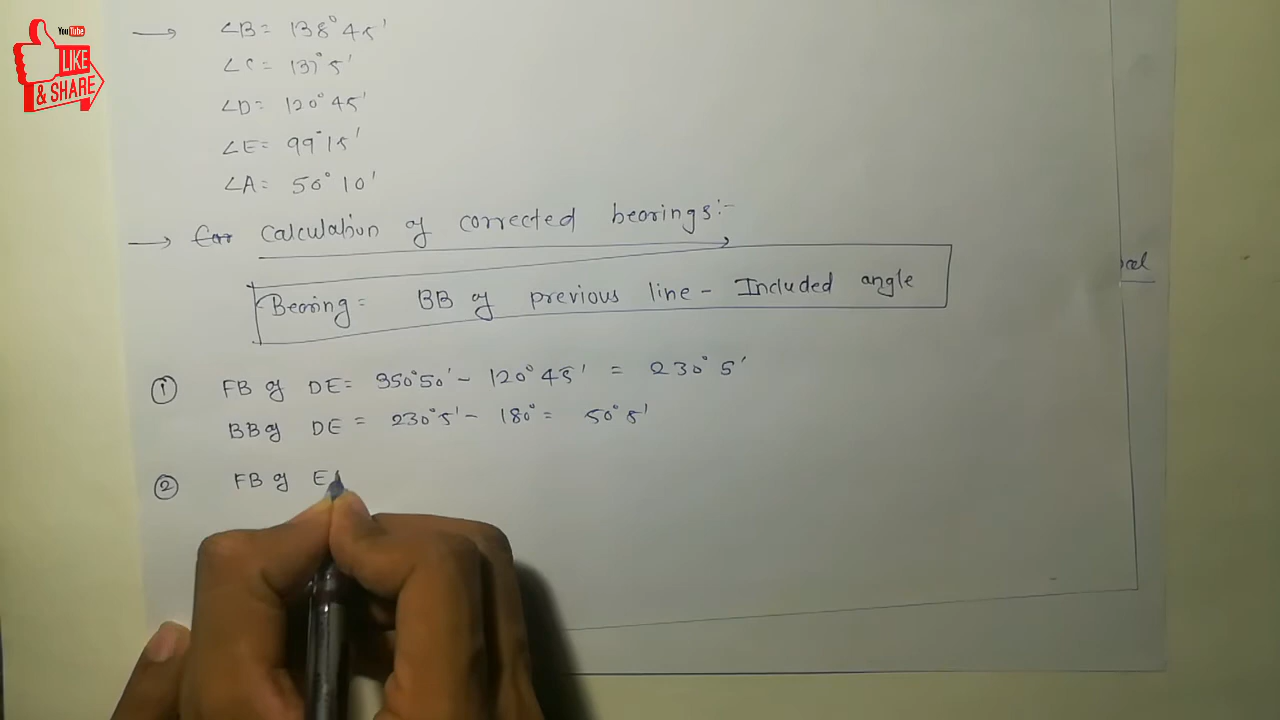 YouTube
LIKE
& SHARE
→ ∠B = 138°45'
∠C = 137°5'
∠D = 120°45'
∠E = 99°15'
∠A = 50°10'
→ Calculation of corrected bearings:-
Bearing = BB of previous line - Included angle
① FB of DE = 350°50' - 120°45' = 230°5'
BB of DE = 230°5' - 180° = 50°5'
② FB of EA